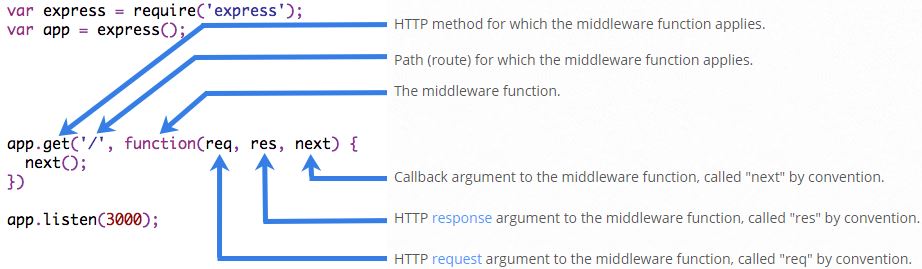 var express = require('express');
var app = express();
HTTP method for which the middleware function applies.
Path (route) for which the middleware function applies.
The middleware function.
app.get('/', function(req, res, next) {
next();
})
Callback argument to the middleware function, called "next" by convention.
app.listen(3000);
HTTP response argument to the middleware function, called "res" by convention.
HTTP request argument to the middleware function, called "req" by convention.